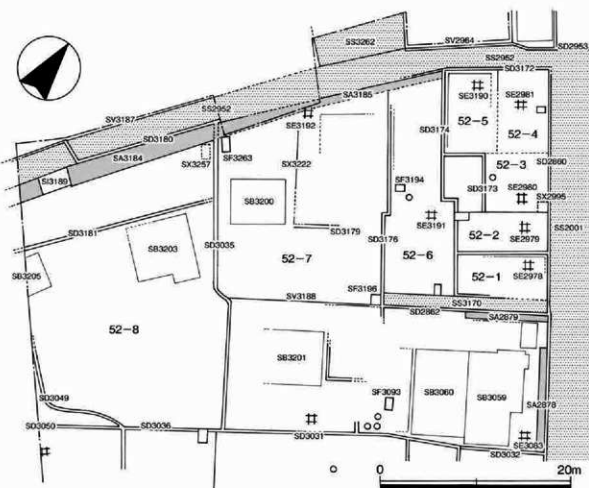 SV2964
SD2953
SS3262
SS2952
SD3172
SA3185
SE3190
SE2981
SS2952
SV3187
SE3192
52-5
52-4
SD3180
SD3174
SA3184
SX3257
SF3263
SX3222
52-3
SD2860
SI3189
SF3194
SD3173
SE2980
SX2995
SB3200
SS2001
SE3191
SD3181
SD3179
52-2
SE2979
SB3203
SD3035
SD3176
SB3205
52-7
52-6
52-1
SE2978
SF3196
SV3188
SS3170
52-8
SD2862
SA2879
SB3201
SB3060
SB3059
SF3093
SA2878
SD3049
SD3050
SD3036
SD3031
SE3083
SD3032
0
20m